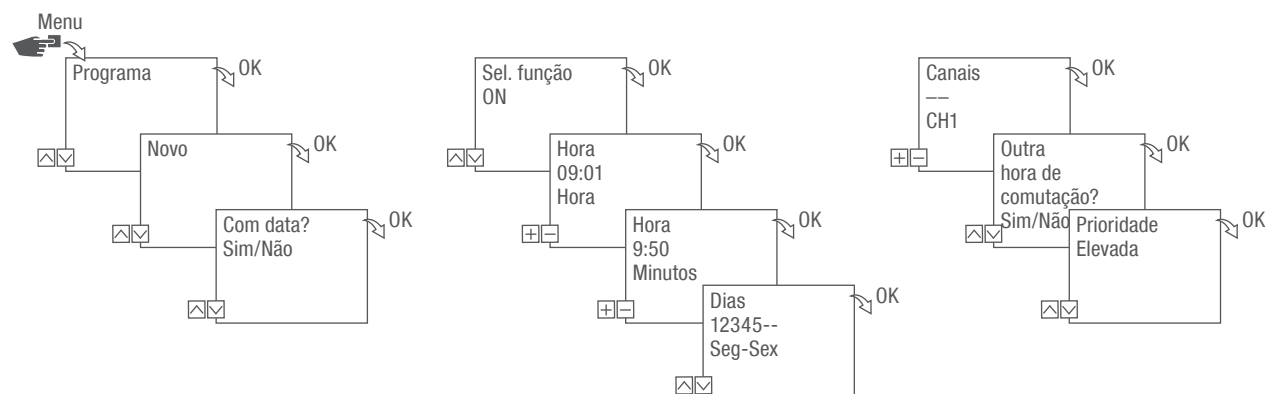 Menu
Programa
OK
Novo
OK
Com data?
Sim/Não
OK
Sel. função
ON
OK
Hora
09:01
Hora
OK
Hora
9:50
Minutos
OK
Dias
12345--
Seg-Sex
OK
Canais
––
CH1
OK
Outra
hora de
comutação?
Sim/Não
OK
Prioridade
Elevada
OK